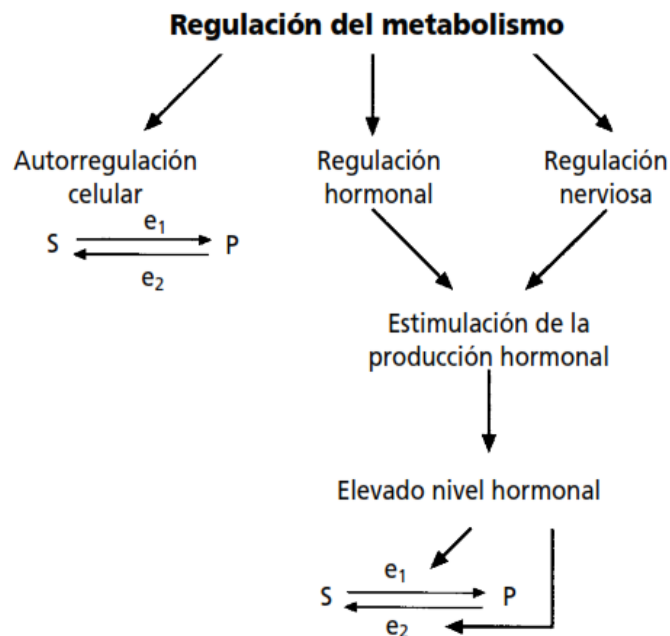 Regulación del metabolismo
Autorregulación
celular
Regulación
hormonal
Regulación
nerviosa
e₁
S P
e₂
Estimulación de la
producción hormonal
Elevado nivel hormonal
e₁
S P
e₂